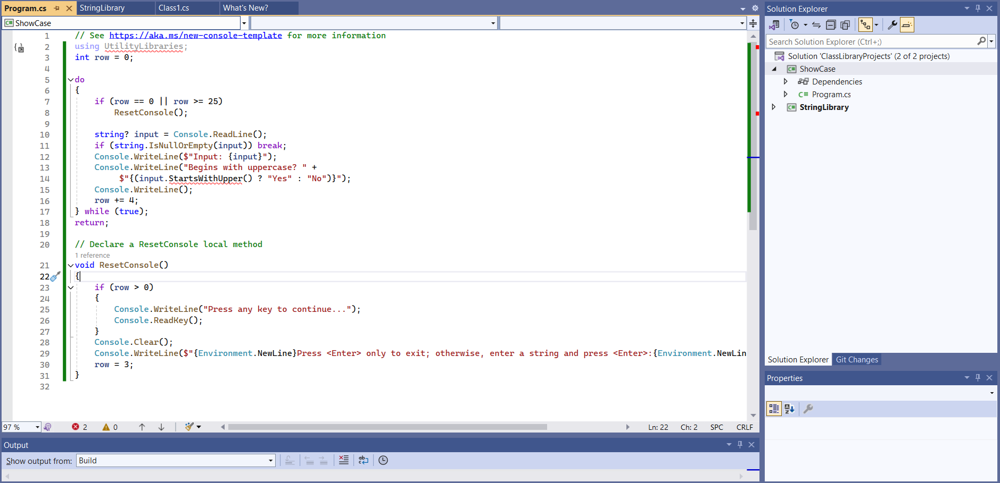 Program.cs
StringLibrary
Class1.cs
What's New?
Solution Explorer
C# ShowCase
Search Solution Explorer (Ctrl+;)
1 // See https://aka.ms/new-console-template for more information
2 using UtilityLibraries;
3 int row = 0;
4
5 do
6 {
7 if (row == 0 || row >= 25)
8 ResetConsole();
9
10 string? input = Console.ReadLine();
11 if (string.IsNullOrEmpty(input)) break;
12 Console.WriteLine($"Input: {input}");
13 Console.WriteLine("Begins with uppercase? " +
14 $"{(input.StartsWithUpper() ? "Yes" : "No")}");
15 Console.WriteLine();
16 row += 4;
17 } while (true);
18 return;
19
20 // Declare a ResetConsole local method
1 reference
21 void ResetConsole()
22 {
23 if (row > 0)
24 {
25 Console.WriteLine("Press any key to continue...");
26 Console.ReadKey();
27 }
28 Console.Clear();
29 Console.WriteLine($"{Environment.NewLine}Press <Enter> only to exit; otherwise, enter a string and press <Enter>:{Environment.NewLin
30 row = 3;
31 }
32
97 %
2
0
Ln: 22
Ch: 2
SPC
CRLF
Solution 'ClassLibraryProjects' (2 of 2 projects)
C# ShowCase
Dependencies
C# Program.cs
C# StringLibrary
Solution Explorer
Git Changes
Properties
Output
Show output from:
Build